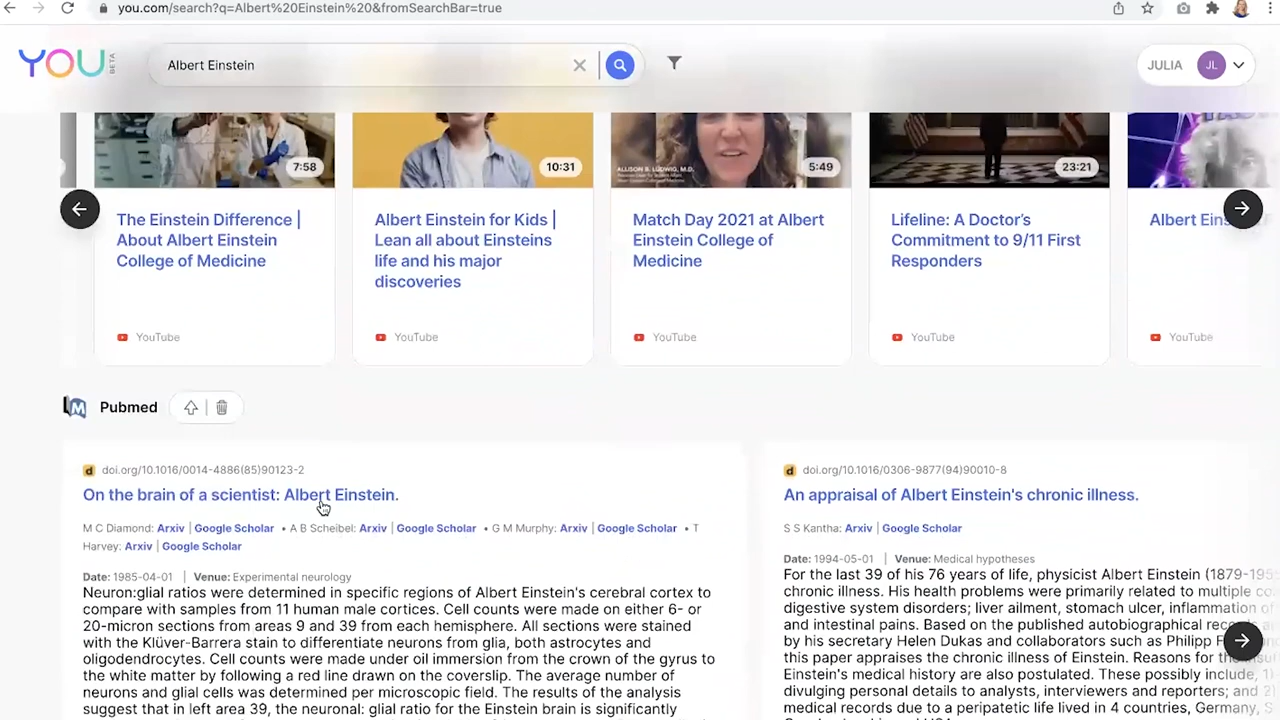 you.com/search?q=Albert%20Einstein%20&fromSearchBar=true
YOU BETA
Albert Einstein
JULIA JL
7:58
10:31
ALLISON B. LUDWIG, M.D.
5:49
23:21
The Einstein Difference |
About Albert Einstein
College of Medicine
YouTube
Albert Einstein for Kids |
Lean all about Einsteins
life and his major
discoveries
YouTube
Match Day 2021 at Albert
Einstein College of
Medicine
YouTube
Lifeline: A Doctor's
Commitment to 9/11 First
Responders
YouTube
Albert
YouTube
Pubmed
doi.org/10.1016/0014-4886(85)90123-2
On the brain of a scientist: Albert Einstein.
M C Diamond: Arxiv | Google Scholar • A B Scheibel: Arxiv | Google Scholar • G M Murphy: Arxiv | Google Scholar • T
Harvey: Arxiv | Google Scholar
Date: 1985-04-01 | Venue: Experimental neurology
Neuron:glial ratios were determined in specific regions of Albert Einstein's cerebral cortex to
compare with samples from 11 human male cortices. Cell counts were made on either 6- or
20-micron sections from areas 9 and 39 from each hemisphere. All sections were stained
with the Klüver-Barrera stain to differentiate neurons from glia, both astrocytes and
oligodendrocytes. Cell counts were made under oil immersion from the crown of the gyrus to
the white matter by following a red line drawn on the coverslip. The average number of
neurons and glial cells was determined per microscopic field. The results of the analysis
suggest that in left area 39, the neuronal: glial ratio for the Einstein brain is significantly
doi.org/10.1016/0306-9877(94)90010-8
An appraisal of Albert Einstein's chronic illness.
S S Kantha: Arxiv | Google Scholar
Date: 1994-05-01 | Venue: Medical hypotheses
For the last 39 of his 76 years of life, physicist Albert Einstein (1879-195
chronic illness. His health problems were primarily related to multiple
digestive system disorders; liver ailment, stomach ulcer, inflammation of
and intestinal pains. Based on the published autobiographical
by his secretary Helen Dukas and collaborators such as Philipp
this paper appraises the chronic illness of Einstein. Reasons for
Einstein's medical history are also postulated. These possibly include,
divulging personal details to analysts, interviewers and reporters; and 2)
medical records due to a peripatetic life lived in 4 countries, Germany, S